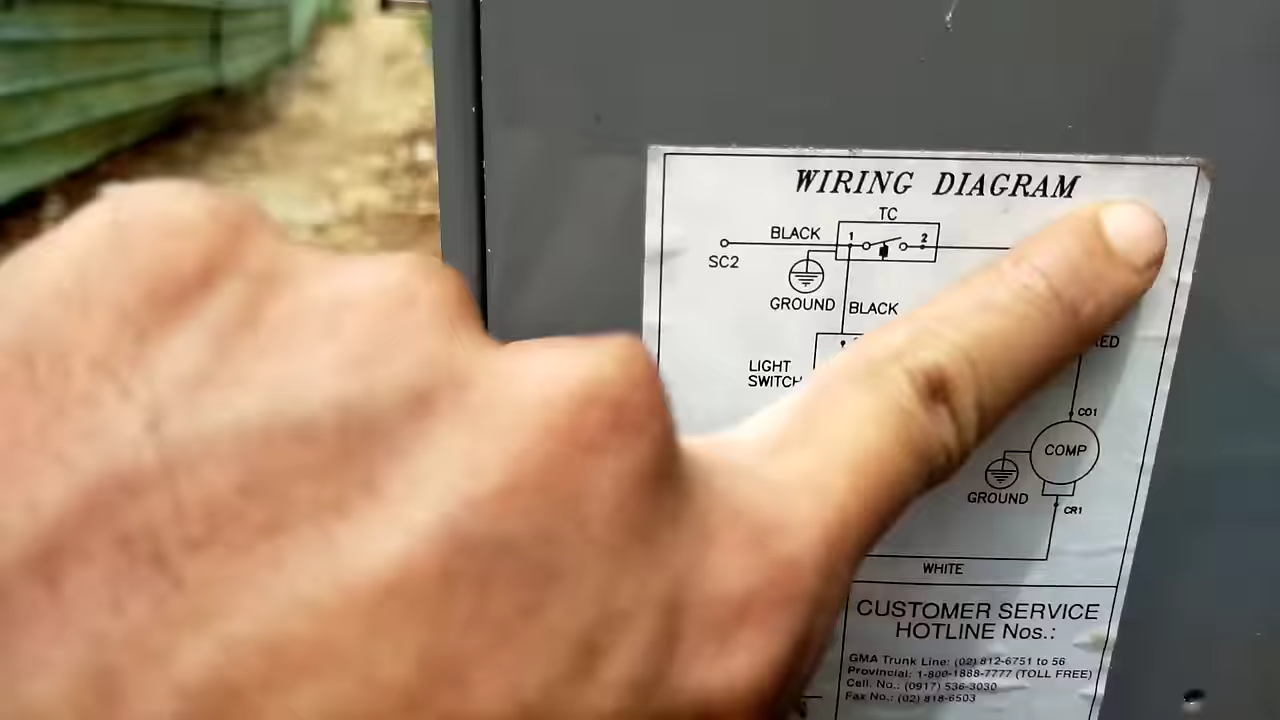 WIRING DIAGRAM
TC
BLACK
1
2
SC2
GROUND
BLACK
LIGHT
SWITCH
CO1
COMP
GROUND
CR1
WHITE
CUSTOMER SERVICE
HOTLINE Nos.:
GMA Trunk Line: (02) 812-6751 to 56
Provincial: 1-800-1888-7777 (TOLL FREE)
Cell. No.: (0917) 536-3030
Fax No.: (02) 818-6503